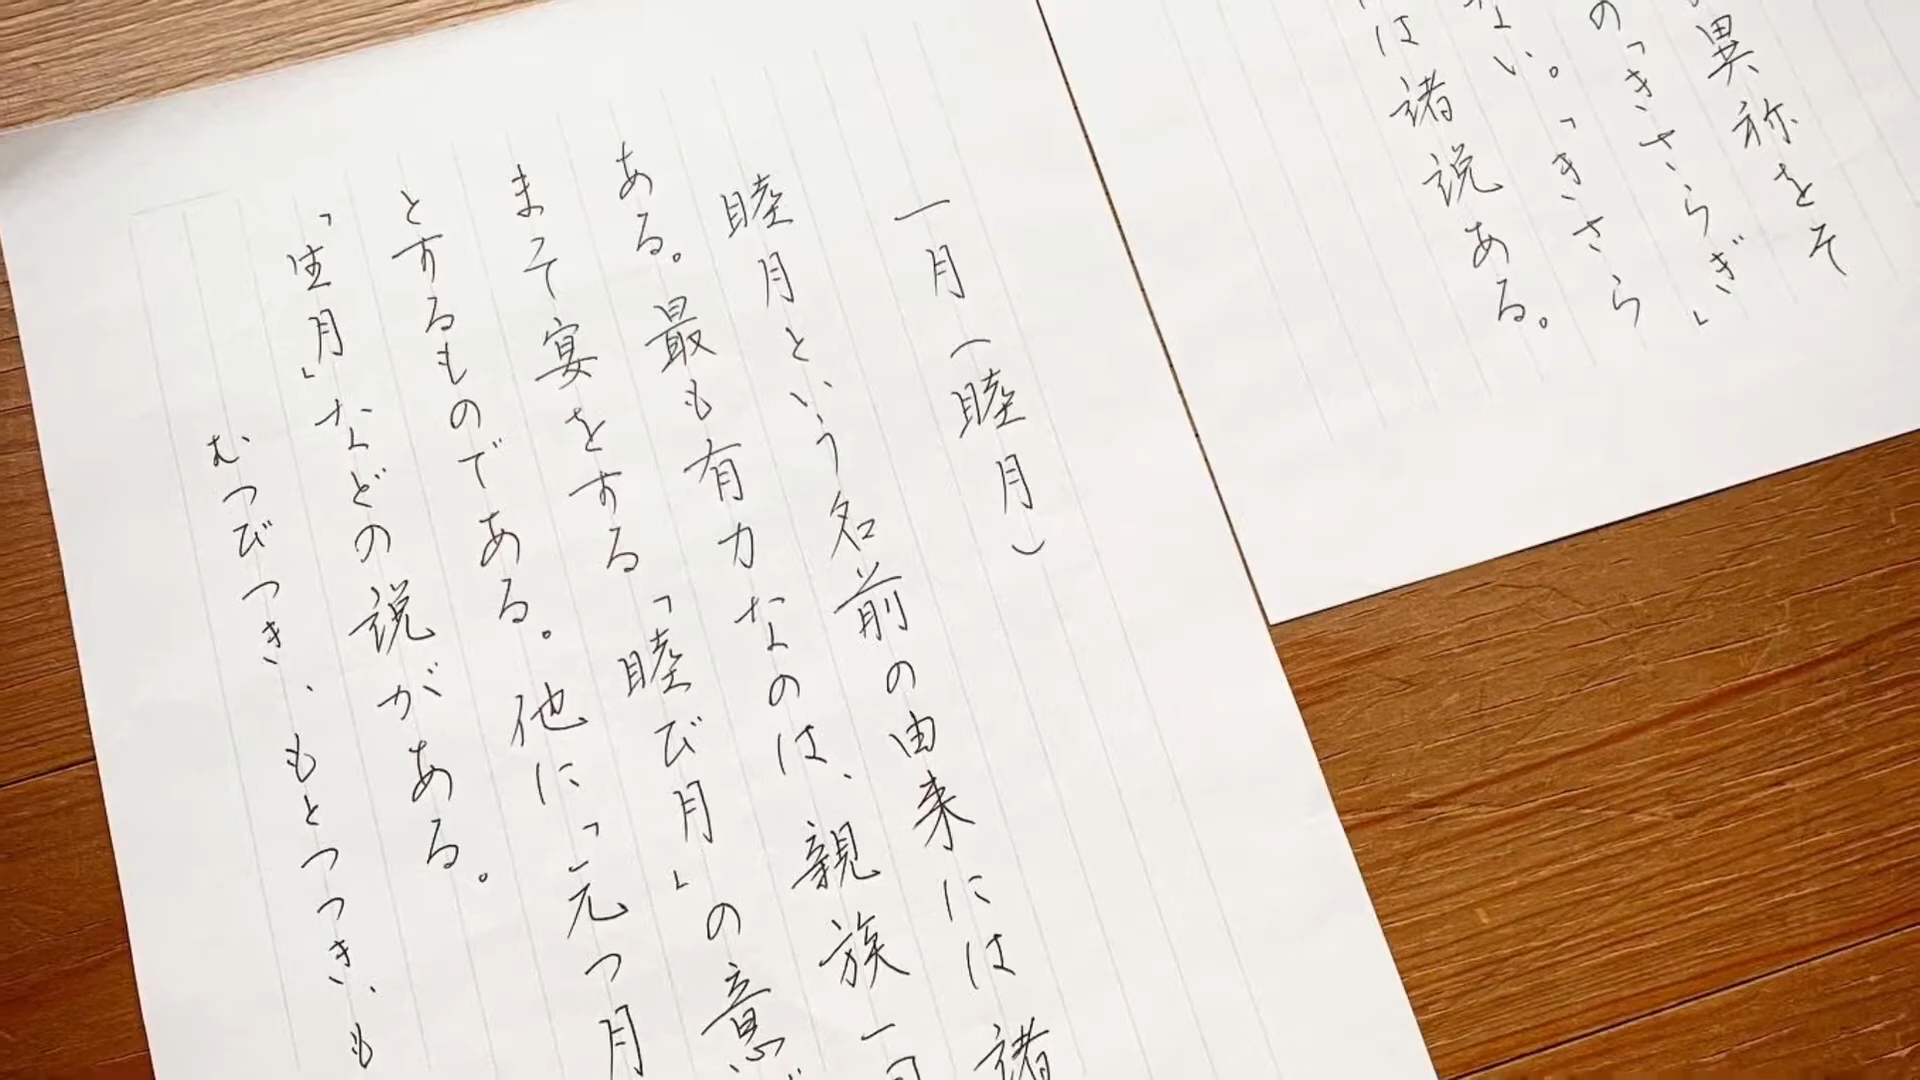 異称をそ
の「きさらぎ」
ない。「きさら
は諸説ある。
一月(睦月)
睦月という名前の由来には諸
ある。最も有力なのは、親族一
まって宴をする「睦び月」の意
とするものである。他に「元つ月
「生月」などの説がある。
むつびつき、もとつつき、も